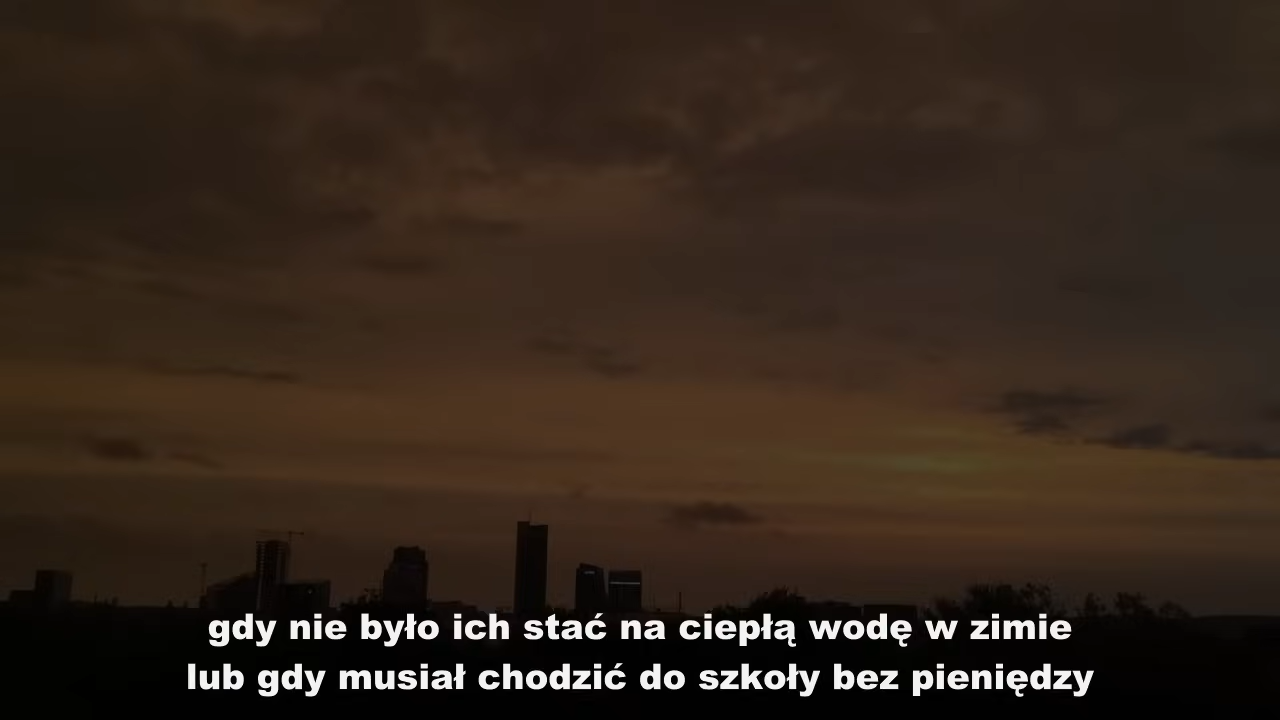 gdy nie było ich stać na ciepłą wodę w zimie
lub gdy musiał chodzić do szkoły bez pieniędzy